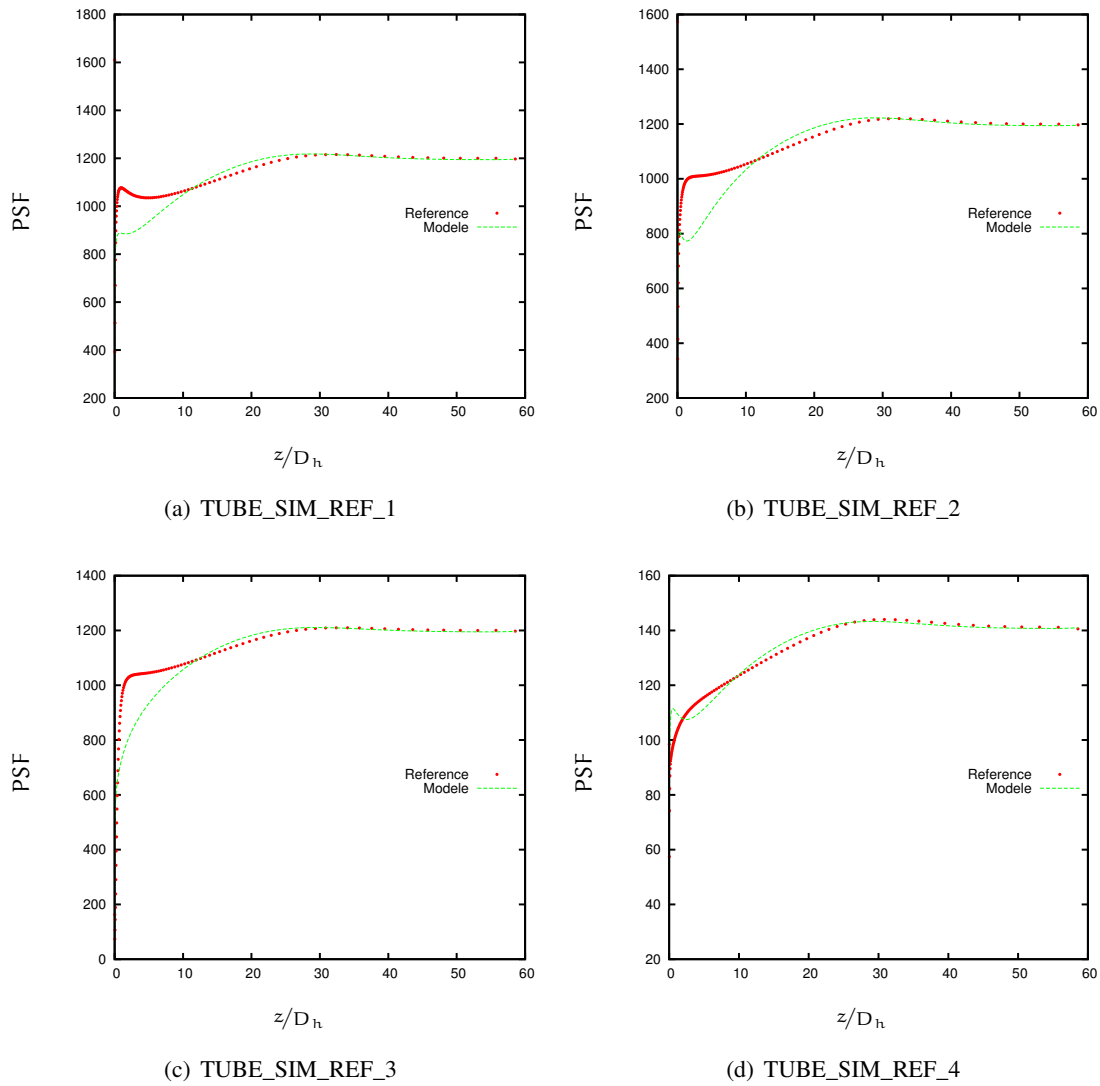 1800
1600
1400
1200
1000
800
600
400
200
0 10 20 30 40 50 60
PSF
Reference
Modele
z/Dh
(a) TUBE_SIM_REF_1
1600
1400
1200
1000
800
600
400
200
0 10 20 30 40 50 60
PSF
Reference
Modele
z/Dh
(b) TUBE_SIM_REF_2
1400
1200
1000
800
600
400
200
0
0 10 20 30 40 50 60
PSF
Reference
Modele
z/Dh
(c) TUBE_SIM_REF_3
160
140
120
100
80
60
40
20
0 10 20 30 40 50 60
PSF
Reference
Modele
z/Dh
(d) TUBE_SIM_REF_4